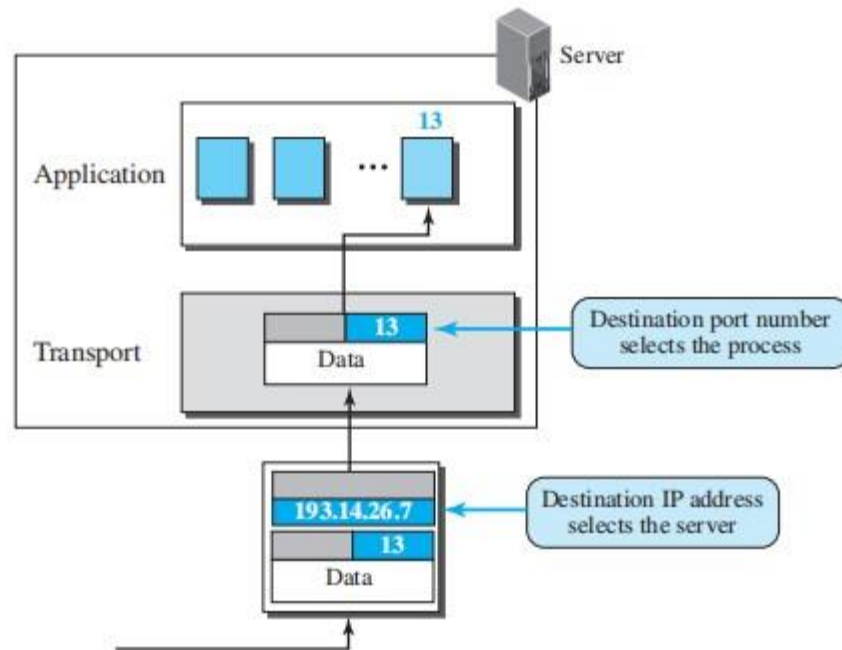 Server
13
Application
...
13
Destination port number
selects the process
Transport
Data
193.14.26.7
Destination IP address
selects the server
13
Data